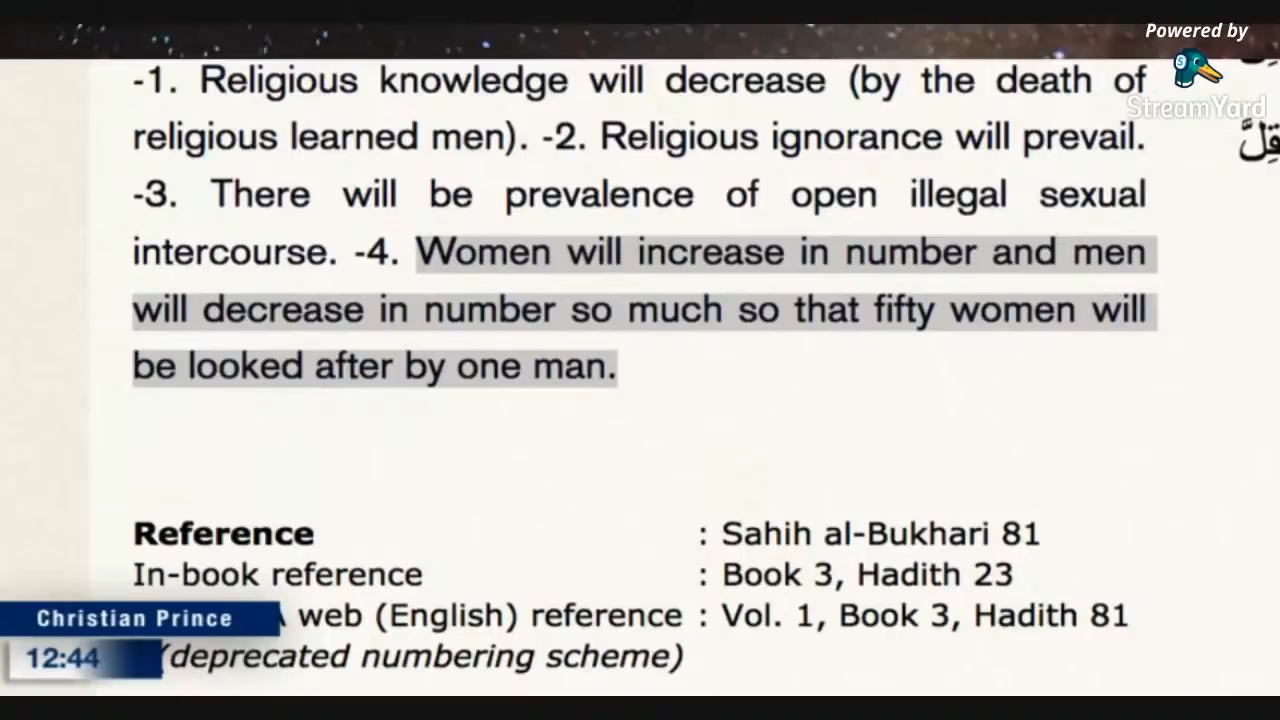 Powered by
StreamYard
-1. Religious knowledge will decrease (by the death of
religious learned men). -2. Religious ignorance will prevail.
-3. There will be prevalence of open illegal sexual
intercourse. -4. Women will increase in number and men
will decrease in number so much so that fifty women will
be looked after by one man.
Reference : Sahih al-Bukhari 81
In-book reference : Book 3, Hadith 23
web (English) reference : Vol. 1, Book 3, Hadith 81
(deprecated numbering scheme)
Christian Prince
12:44